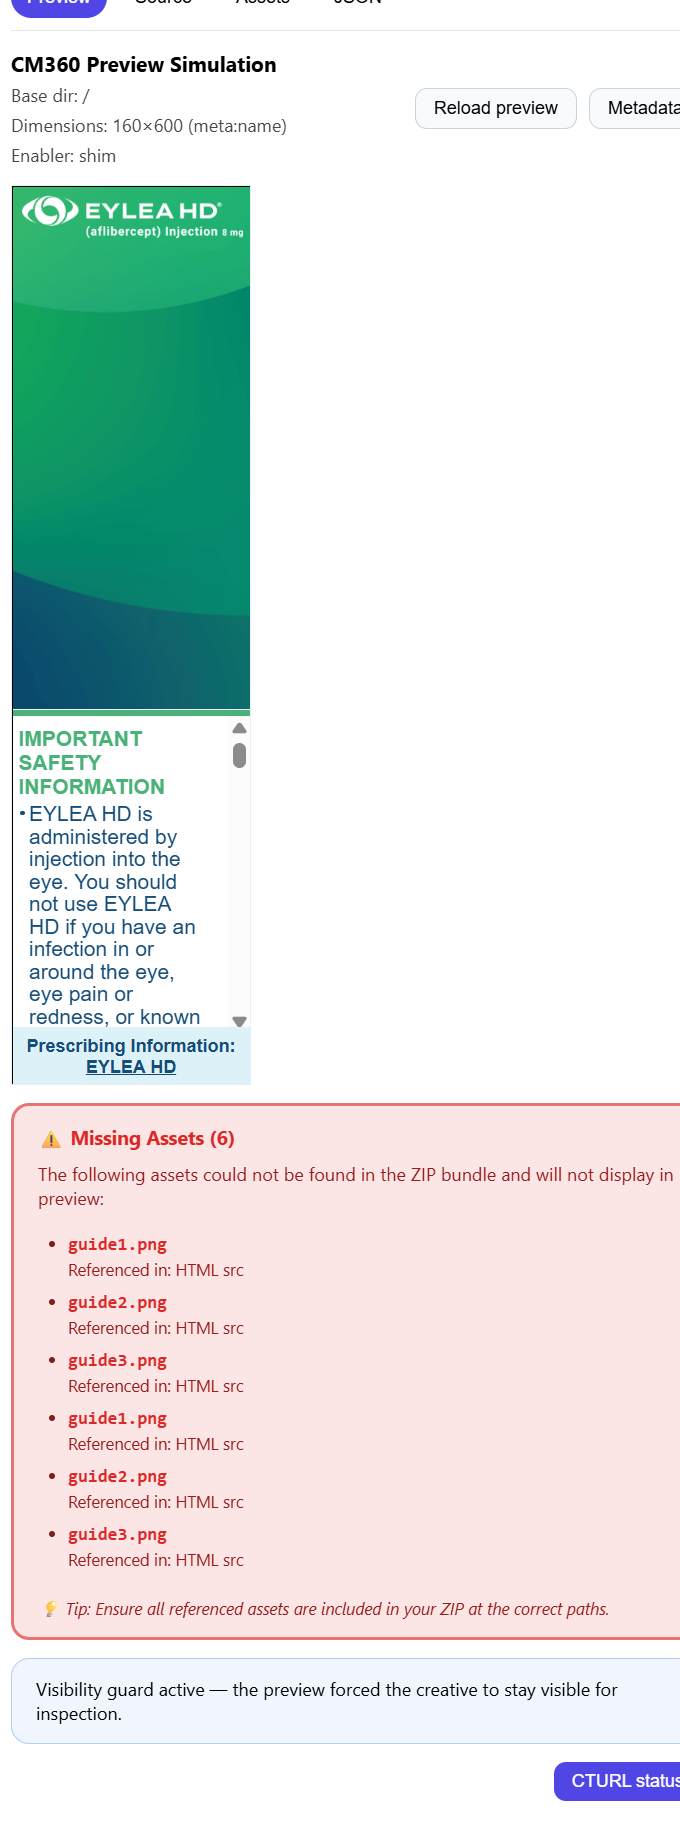 Preview Source Assets JSON
CM360 Preview Simulation
Base dir: /
Dimensions: 160×600 (meta:name)
Enabler: shim
Reload preview
Metadata
EYLEA HD®
(aflibercept) Injection 8 mg
IMPORTANT
SAFETY
INFORMATION
• EYLEA HD is
administered by
injection into the
eye. You should
not use EYLEA
HD if you have an
infection in or
around the eye,
eye pain or
redness, or known
Prescribing Information:
EYLEA HD
⚠️ Missing Assets (6)
The following assets could not be found in the ZIP bundle and will not display in
preview:
• guide1.png
Referenced in: HTML src
• guide2.png
Referenced in: HTML src
• guide3.png
Referenced in: HTML src
• guide1.png
Referenced in: HTML src
• guide2.png
Referenced in: HTML src
• guide3.png
Referenced in: HTML src
💡 Tip: Ensure all referenced assets are included in your ZIP at the correct paths.
Visibility guard active — the preview forced the creative to stay visible for
inspection.
CTURL status